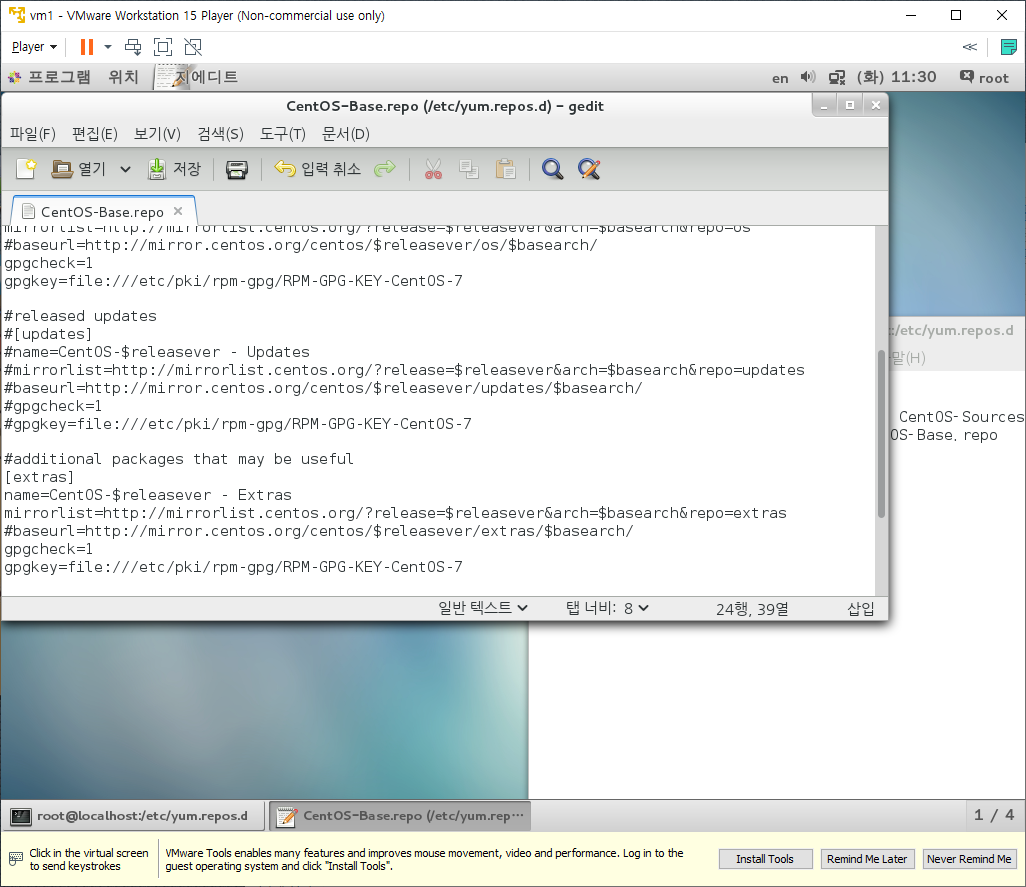 vm1 - VMware Workstation 15 Player (Non-commercial use only)
Player
프로그램 위치 지에디트 en (화) 11:30 root
CentOS-Base.repo (/etc/yum.repos.d) - gedit
파일(F) 편집(E) 보기(V) 검색(S) 도구(T) 문서(D)
열기 저장 입력 취소
CentOS-Base.repo
mirrorlist=http://mirrorlist.centos.org/?release=$releasever&arch=$basearch&repo=os
#baseurl=http://mirror.centos.org/centos/$releasever/os/$basearch/
gpgcheck=1
gpgkey=file:///etc/pki/rpm-gpg/RPM-GPG-KEY-CentOS-7
#released updates
#[updates]
#name=CentOS-$releasever - Updates
#mirrorlist=http://mirrorlist.centos.org/?release=$releasever&arch=$basearch&repo=updates
#baseurl=http://mirror.centos.org/centos/$releasever/updates/$basearch/
#gpgcheck=1
#gpgkey=file:///etc/pki/rpm-gpg/RPM-GPG-KEY-CentOS-7
#additional packages that may be useful
[extras]
name=CentOS-$releasever - Extras
mirrorlist=http://mirrorlist.centos.org/?release=$releasever&arch=$basearch&repo=extras
#baseurl=http://mirror.centos.org/centos/$releasever/extras/$basearch/
gpgcheck=1
gpgkey=file:///etc/pki/rpm-gpg/RPM-GPG-KEY-CentOS-7
일반 텍스트 탭 너비: 8 24행, 39열 삽입
:/etc/yum.repos.d
말(H)
CentOS-Sources
OS-Base.repo
root@localhost:/etc/yum.repos.d
CentOS-Base.repo (/etc/yum.rep…
1 / 4
Click in the virtual screen
to send keystrokes
VMware Tools enables many features and improves mouse movement, video and performance. Log in to the
guest operating system and click "Install Tools".
Install Tools
Remind Me Later
Never Remind Me